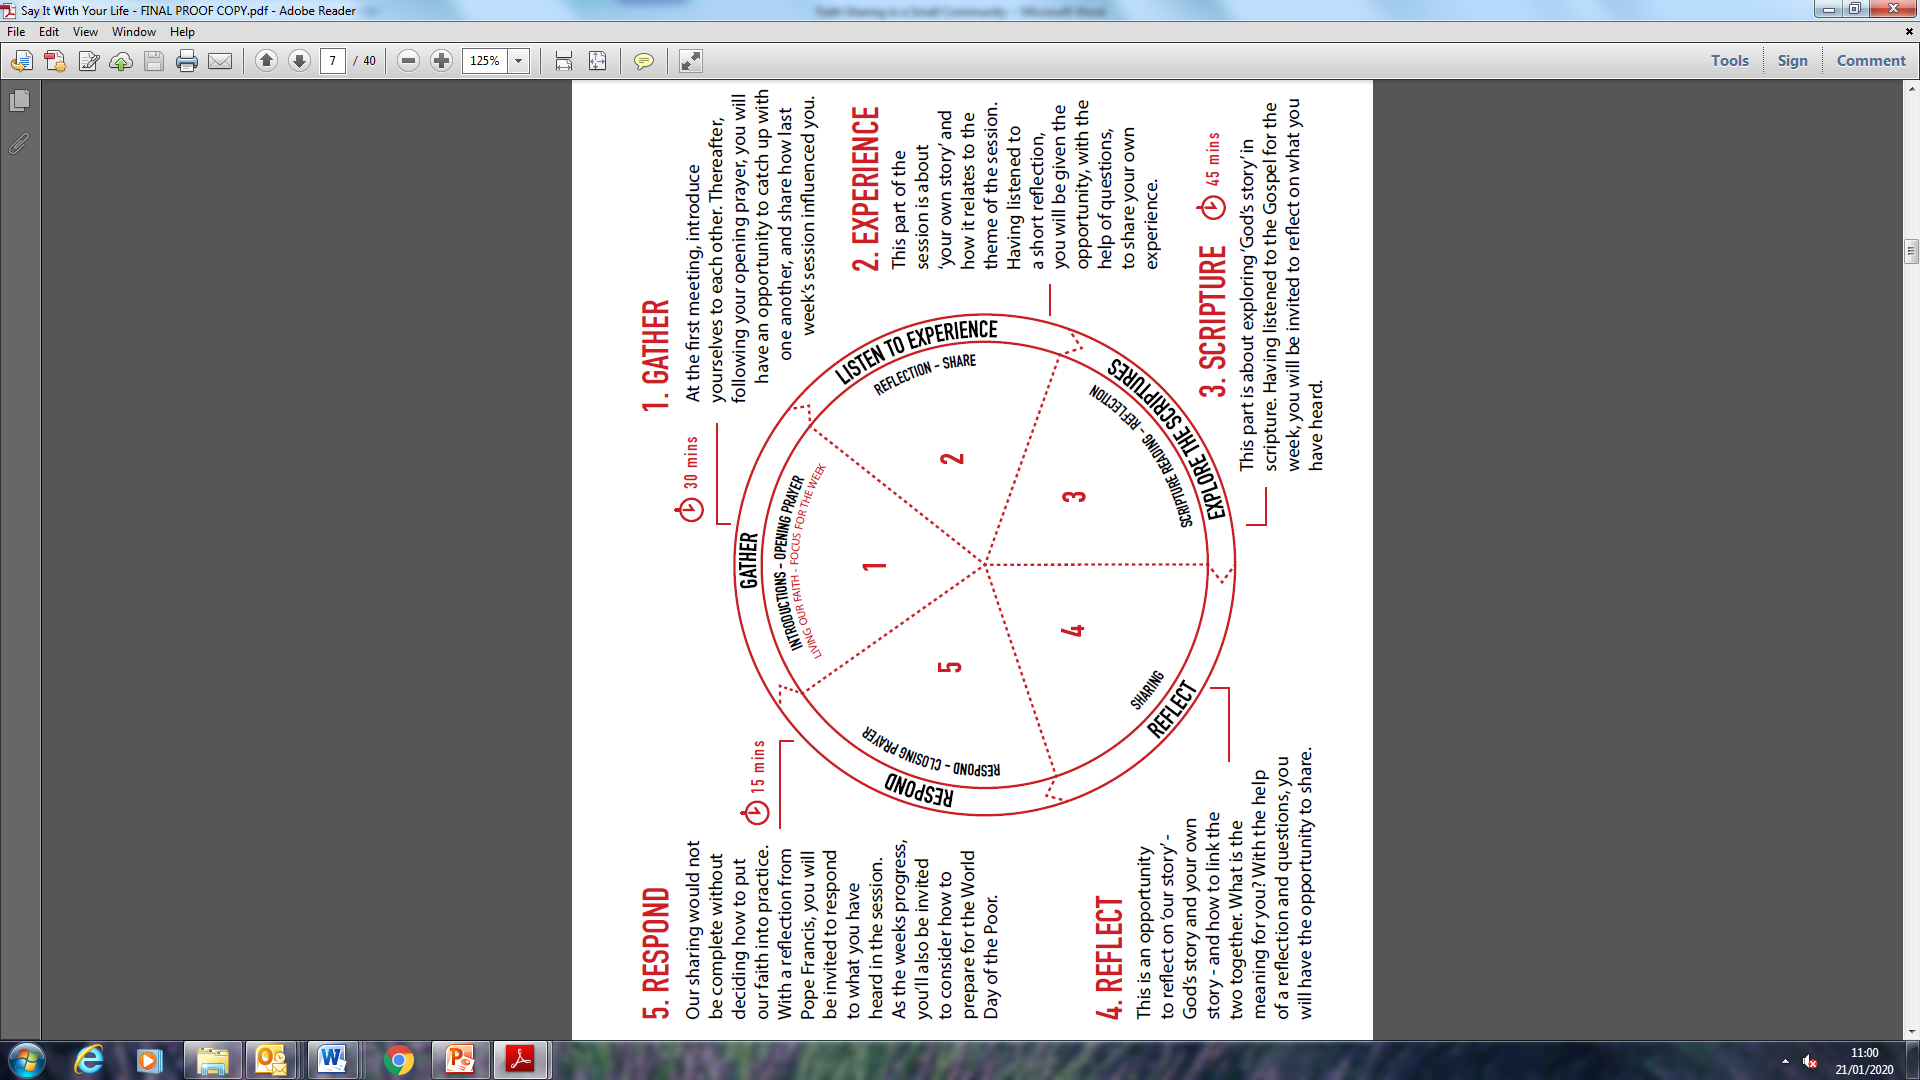 Say It With Your Life - FINAL PROOF COPY.pdf - Adobe Reader
Faith Sharing in a Small Community - Microsoft Word
File Edit View Window Help
7 / 40
125%
Tools Sign Comment
1. GATHER
30 mins
At the first meeting, introduce
yourselves to each other. Thereafter,
following your opening prayer, you will
have an opportunity to catch up with
one another, and share how last
week's session influenced you.
2. EXPERIENCE
This part of the
session is about
'your own story' and
how it relates to the
theme of the session.
Having listened to
a short reflection,
you will be given the
opportunity, with the
help of questions,
to share your own
experience.
3. SCRIPTURE
45 mins
This part is about exploring 'God's story' in
scripture. Having listened to the Gospel for the
week, you will be invited to reflect on what you
have heard.
4. REFLECT
This is an opportunity
to reflect on 'our story'-
God's story and your own
story - and how to link the
two together. What is the
meaning for you? With the help
of a reflection and questions, you
will have the opportunity to share.
5. RESPOND
15 mins
Our sharing would not
be complete without
deciding how to put
our faith into practice.
With a reflection from
Pope Francis, you will
be invited to respond
to what you have
heard in the session.
As the weeks progress,
you'll also be invited
to consider how to
prepare for the World
Day of the Poor.
GATHER
INTRODUCTIONS - OPENING PRAYER
LIVING OUR FAITH - FOCUS FOR THE WEEK
1
LISTEN TO EXPERIENCE
REFLECTION - SHARE
2
EXPLORE THE SCRIPTURES
SCRIPTURE READING - REFLECTION
3
REFLECT
SHARING
4
RESPOND
RESPOND - CLOSING PRAYER
5
11:00
21/01/2020